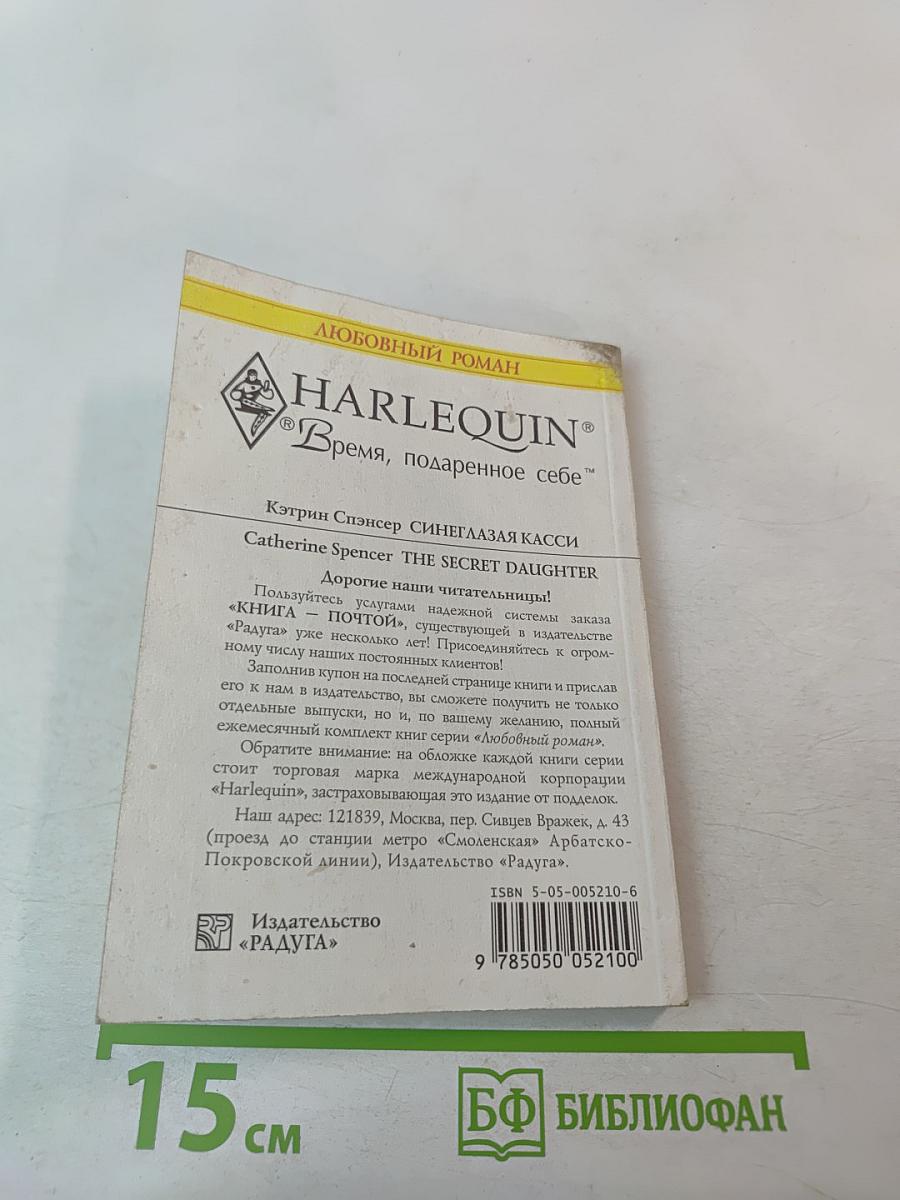 ЛЮБОВНЫЙ РОМАН
HARLEQUIN®
®Время, подаренное себе™
Кэтрин Спэнсер СИНЕГЛАЗАЯ КАССИ
Catherine Spencer THE SECRET DAUGHTER
Дорогие наши читательницы!
Пользуйтесь услугами надежной системы заказа
«КНИГА — ПОЧТОЙ», существующей в издательстве
«Радуга» уже несколько лет! Присоединяйтесь к огром-
ному числу наших постоянных клиентов!
Заполнив купон на последней странице книги и прислав
его к нам в издательство, вы сможете получить не только
отдельные выпуски, но и, по вашему желанию, полный
ежемесячный комплект книг серии «Любовный роман».
Обратите внимание: на обложке каждой книги серии
стоит торговая марка международной корпорации
«Harlequin», застраховывающая это издание от подделок.
Наш адрес: 121839, Москва, пер. Сивцев Вражек, д. 43
(проезд до станции метро «Смоленская» Арбатско-
Покровской линии), Издательство «Радуга».
ISBN 5-05-005210-6
Издательство
«РАДУГА»
9 785050 052100
15 см
БФ БИБЛИОФАН